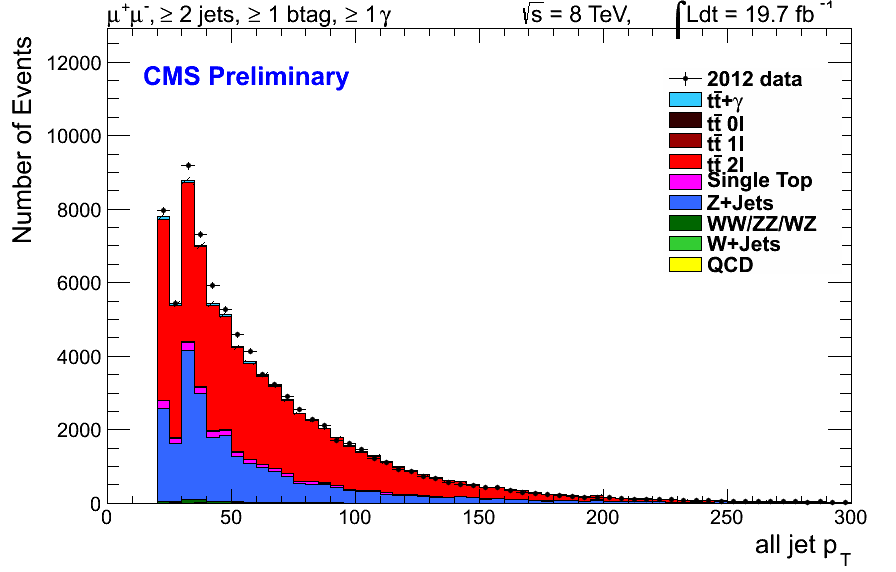 μ⁺μ⁻, ≥ 2 jets, ≥ 1 btag, ≥ 1 γ √s = 8 TeV, ∫Ldt = 19.7 fb⁻¹
CMS Preliminary
Number of Events
12000
10000
8000
6000
4000
2000
0
2012 data
tt̄+γ
tt̄ 0l
tt̄ 1l
tt̄ 2l
Single Top
Z+Jets
WW/ZZ/WZ
W+Jets
QCD
0 50 100 150 200 250 300
all jet p_T